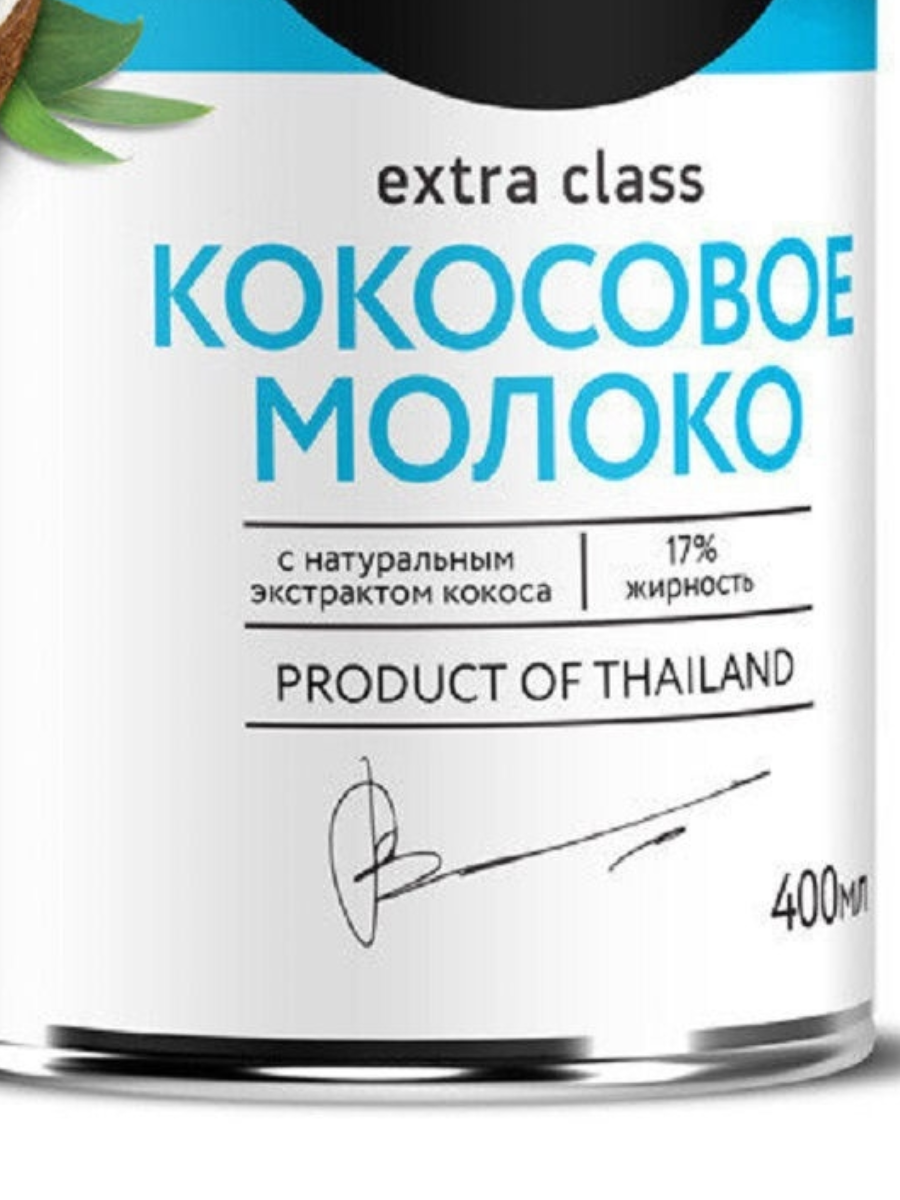 extra class
КОКОСОВОЕ
МОЛОКО
с натуральным
экстрактом кокоса
17%
жирность
PRODUCT OF THAILAND
400мл